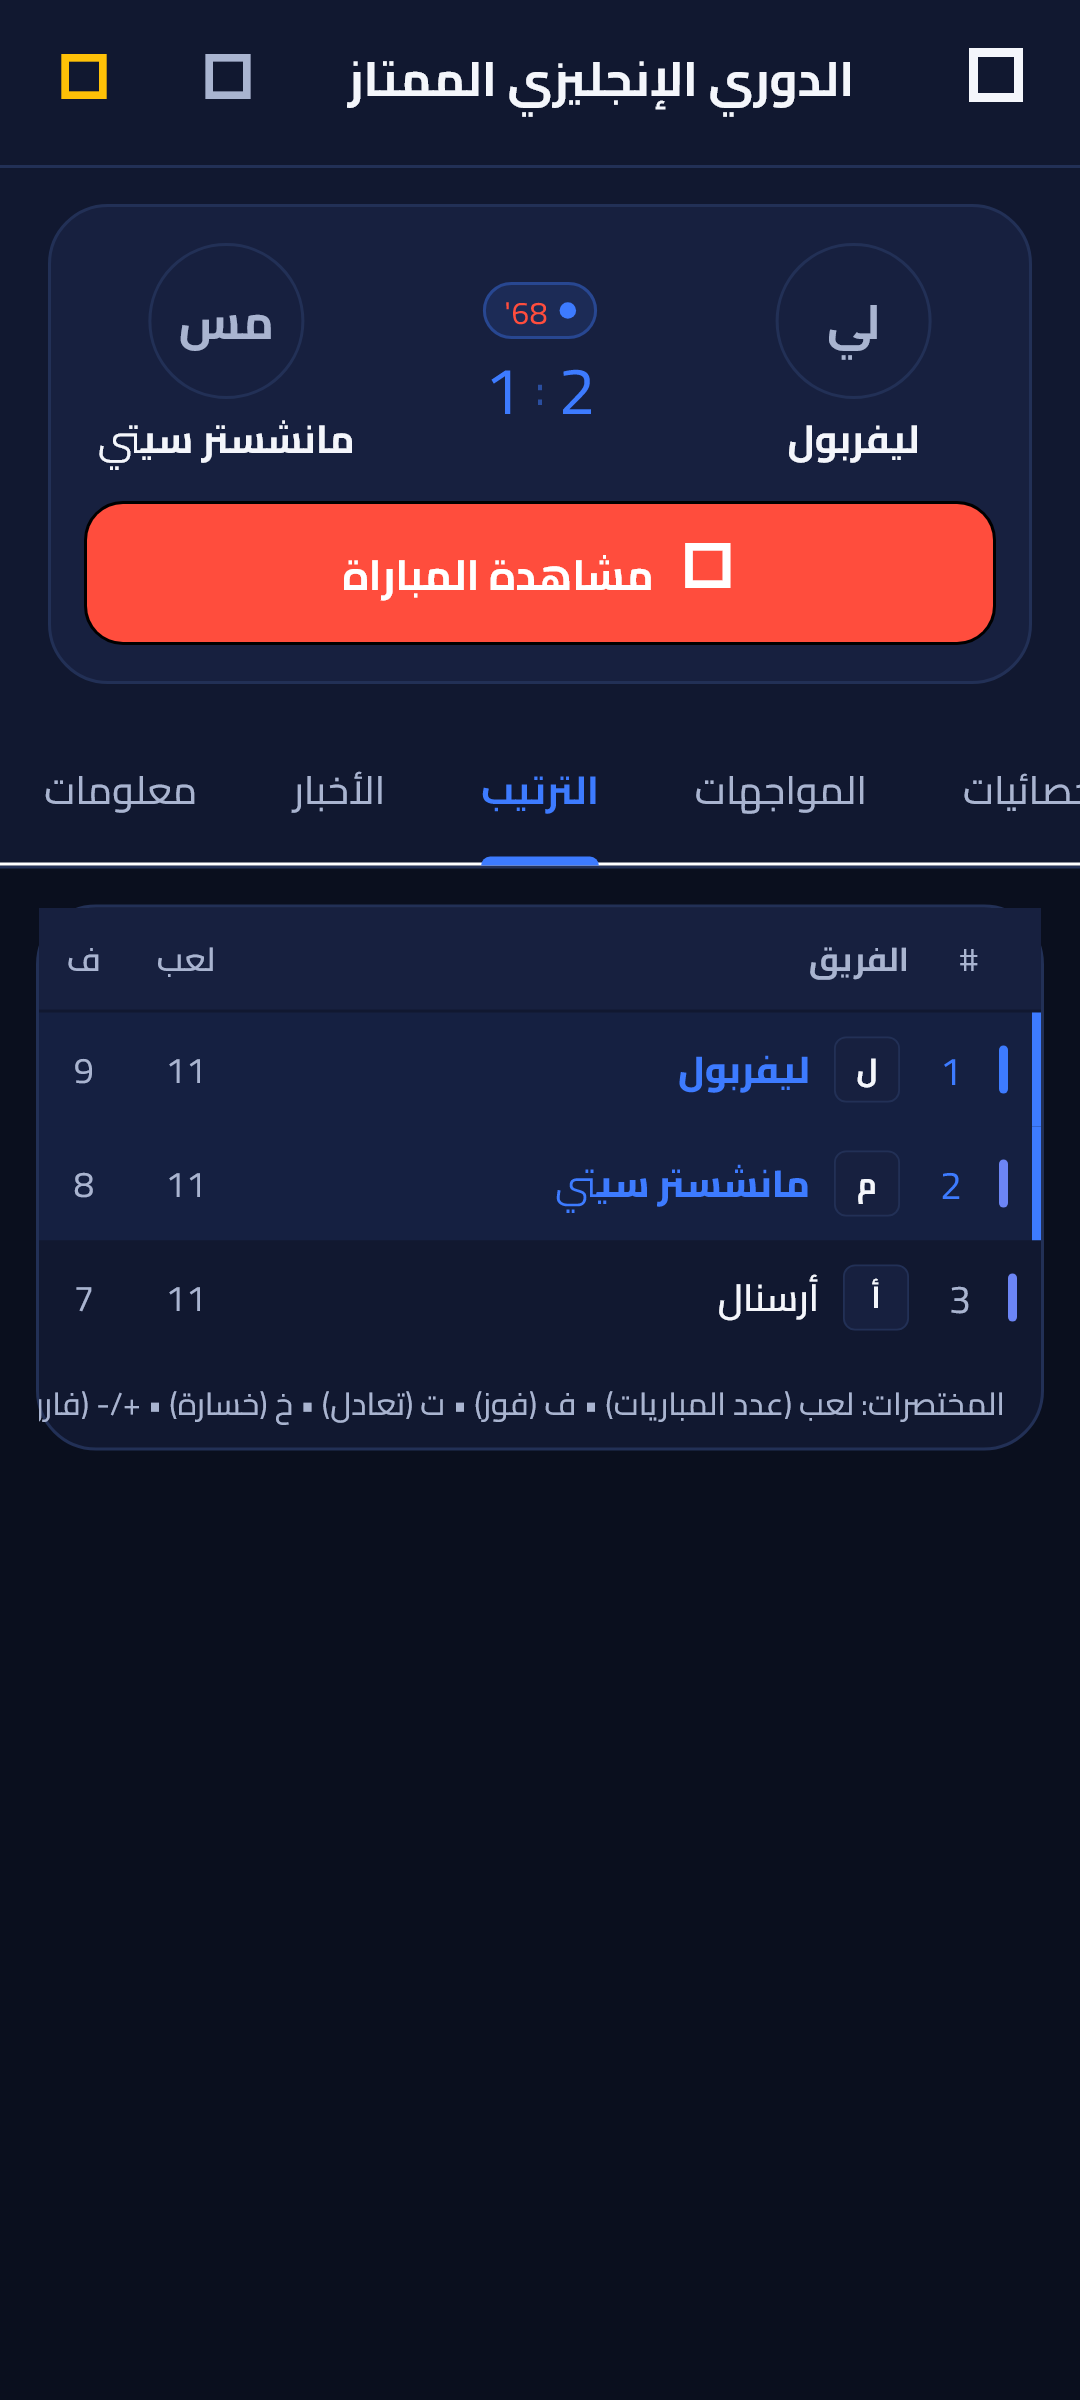 الدوري الإنجليزي الممتاز
لي
68'
مس
2 : 1
ليفربول
مانشستر سيتي
مشاهدة المباراة
المواجهات
الترتيب
الأخبار
معلومات
# الفريق لعب ف
1 ل ليفربول 11 9
2 م مانشستر سيتي 11 8
3 أ أرسنال 11 7
المختصرات: لعب (عدد المباريات) ▪ ف (فوز) ▪ ت (تعادل) ▪ خ (خسارة) ▪ +/- (فارر